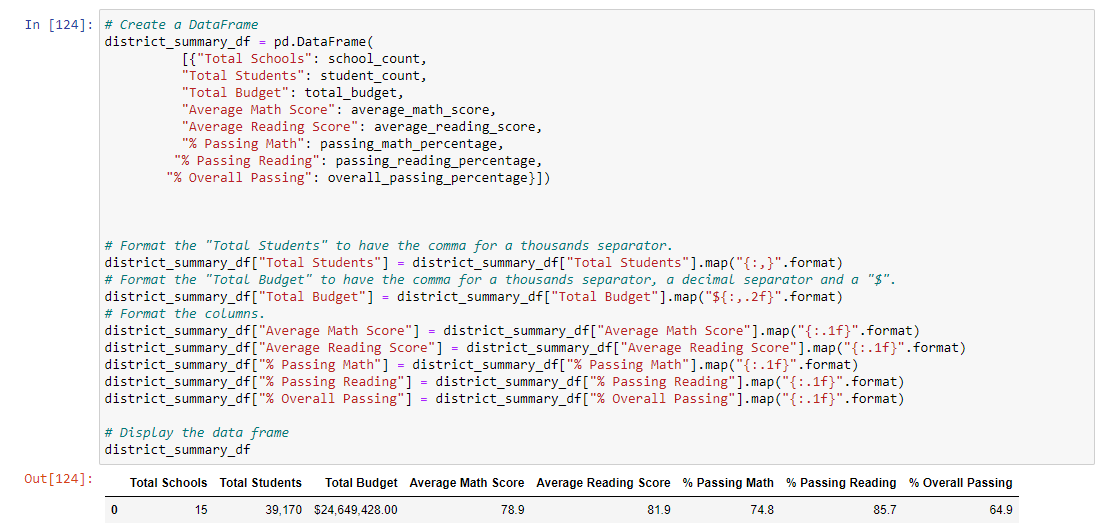 In [124]: # Create a DataFrame
district_summary_df = pd.DataFrame(
          [{"Total Schools": school_count,
          "Total Students": student_count,
          "Total Budget": total_budget,
          "Average Math Score": average_math_score,
          "Average Reading Score": average_reading_score,
          "% Passing Math": passing_math_percentage,
         "% Passing Reading": passing_reading_percentage,
        "% Overall Passing": overall_passing_percentage}])
# Format the "Total Students" to have the comma for a thousands separator.
district_summary_df["Total Students"] = district_summary_df["Total Students"].map("{:,}".format)
# Format the "Total Budget" to have the comma for a thousands separator, a decimal separator and a "$".
district_summary_df["Total Budget"] = district_summary_df["Total Budget"].map("${:,.2f}".format)
# Format the columns.
district_summary_df["Average Math Score"] = district_summary_df["Average Math Score"].map("{:.1f}".format)
district_summary_df["Average Reading Score"] = district_summary_df["Average Reading Score"].map("{:.1f}".format)
district_summary_df["% Passing Math"] = district_summary_df["% Passing Math"].map("{:.1f}".format)
district_summary_df["% Passing Reading"] = district_summary_df["% Passing Reading"].map("{:.1f}".format)
district_summary_df["% Overall Passing"] = district_summary_df["% Overall Passing"].map("{:.1f}".format)
# Display the data frame
district_summary_df
Out[124]: Total Schools Total Students Total Budget Average Math Score Average Reading Score % Passing Math % Passing Reading % Overall Passing
0 15 39,170 $24,649,428.00 78.9 81.9 74.8 85.7 64.9